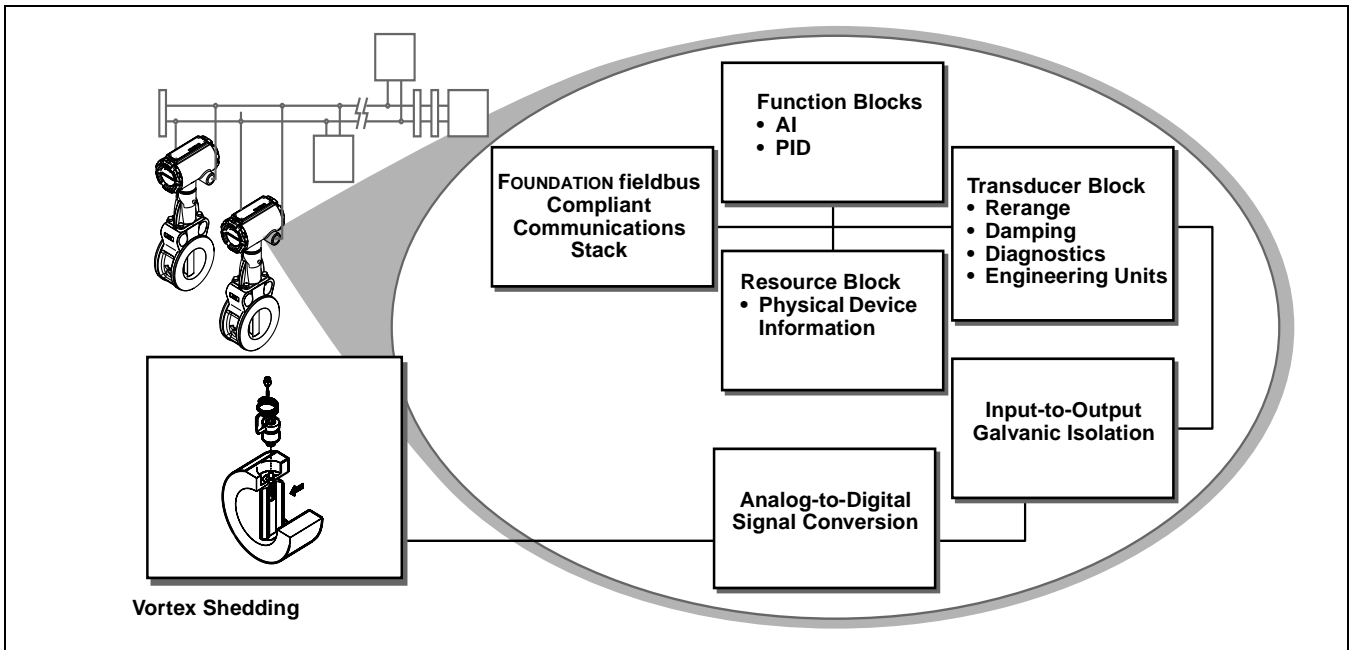 Function Blocks
• AI
• PID
FOUNDATION fieldbus
Compliant
Communications
Stack
Transducer Block
• Rerange
• Damping
• Diagnostics
• Engineering Units
Resource Block
• Physical Device
Information
Input-to-Output
Galvanic Isolation
Analog-to-Digital
Signal Conversion
Vortex Shedding